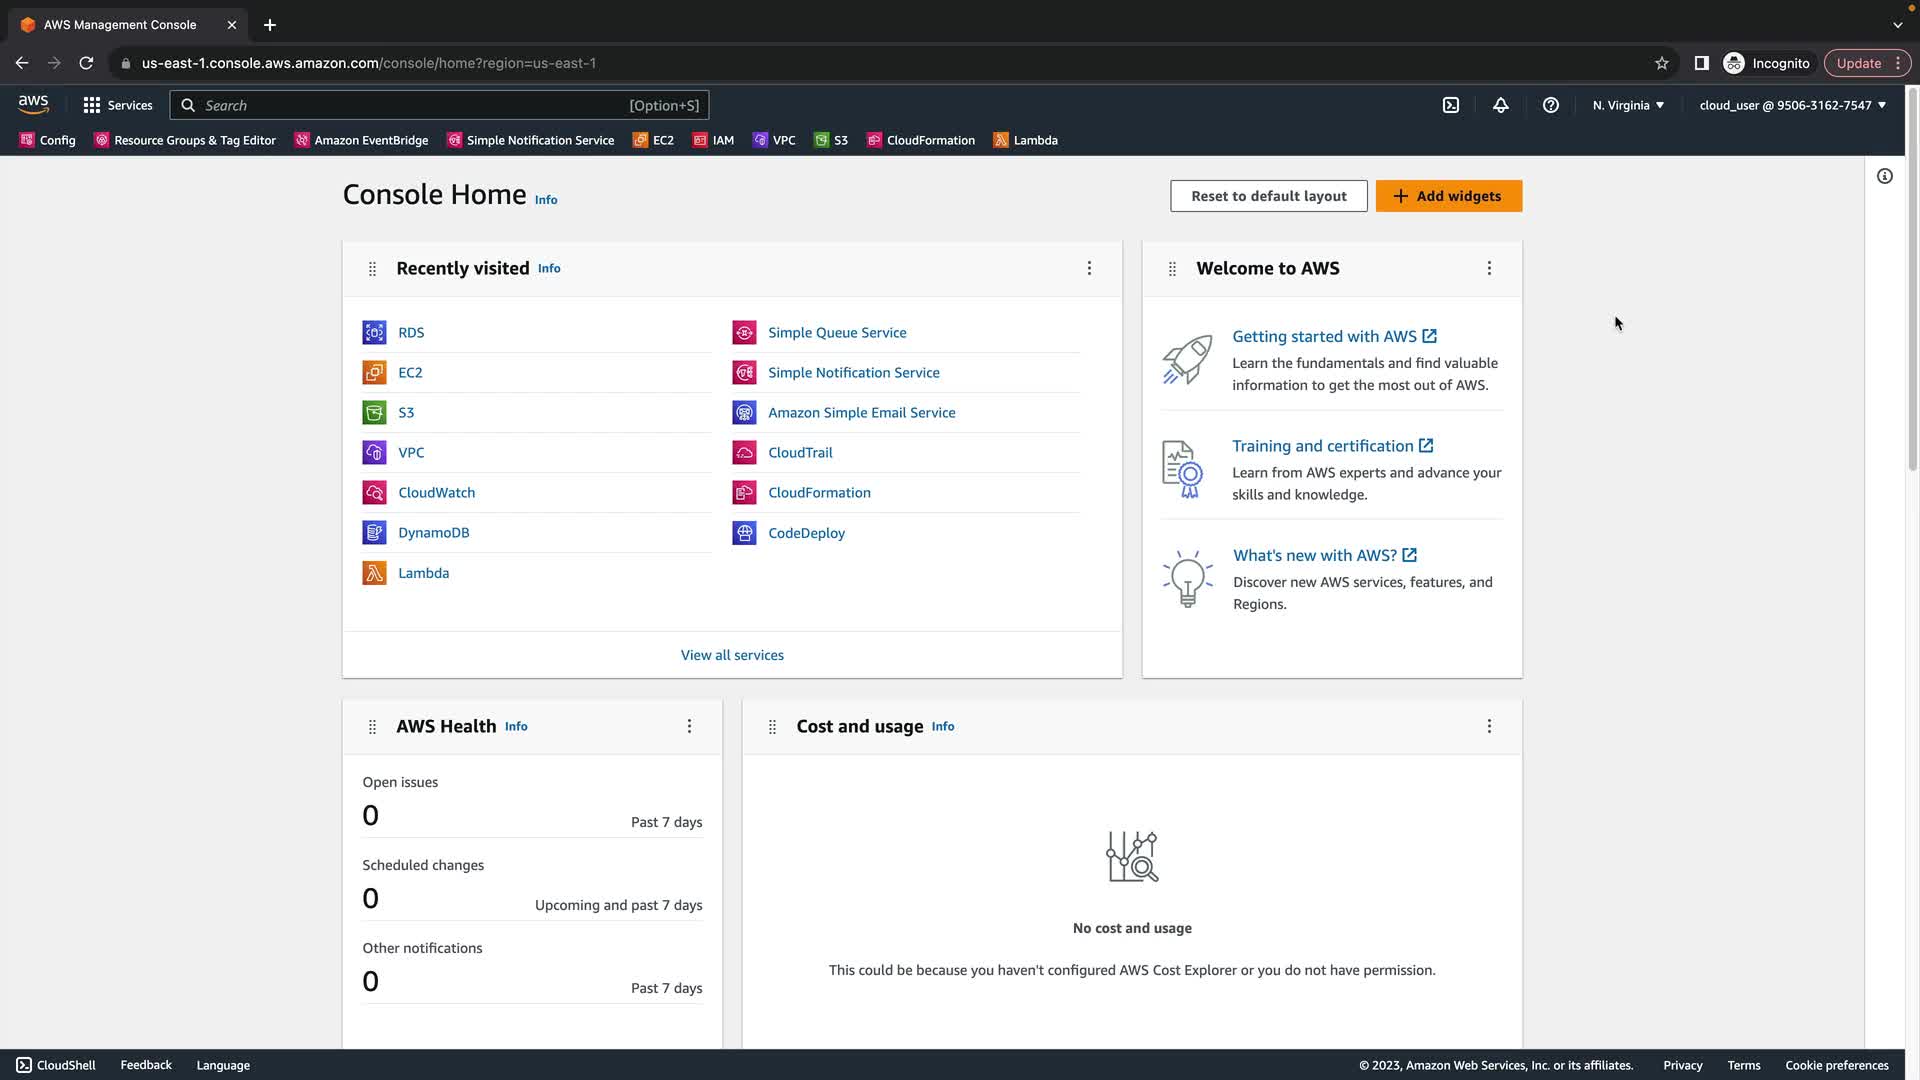 AWS Management Console
us-east-1.console.aws.amazon.com/console/home?region=us-east-1
Incognito
Update
aws
Services
Search
[Option+S]
N. Virginia
cloud_user @ 9506-3162-7547
Config
Resource Groups & Tag Editor
Amazon EventBridge
Simple Notification Service
EC2
IAM
VPC
S3
CloudFormation
Lambda
Console Home Info
Reset to default layout
Add widgets
Recently visited Info
RDS
EC2
S3
VPC
CloudWatch
DynamoDB
Lambda
Simple Queue Service
Simple Notification Service
Amazon Simple Email Service
CloudTrail
CloudFormation
CodeDeploy
View all services
Welcome to AWS
Getting started with AWS
Learn the fundamentals and find valuable
information to get the most out of AWS.
Training and certification
Learn from AWS experts and advance your
skills and knowledge.
What's new with AWS?
Discover new AWS services, features, and
Regions.
AWS Health Info
Open issues
0
Past 7 days
Scheduled changes
0
Upcoming and past 7 days
Other notifications
0
Past 7 days
Cost and usage Info
No cost and usage
This could be because you haven't configured AWS Cost Explorer or you do not have permission.
CloudShell
Feedback
Language
© 2023, Amazon Web Services, Inc. or its affiliates.
Privacy
Terms
Cookie preferences